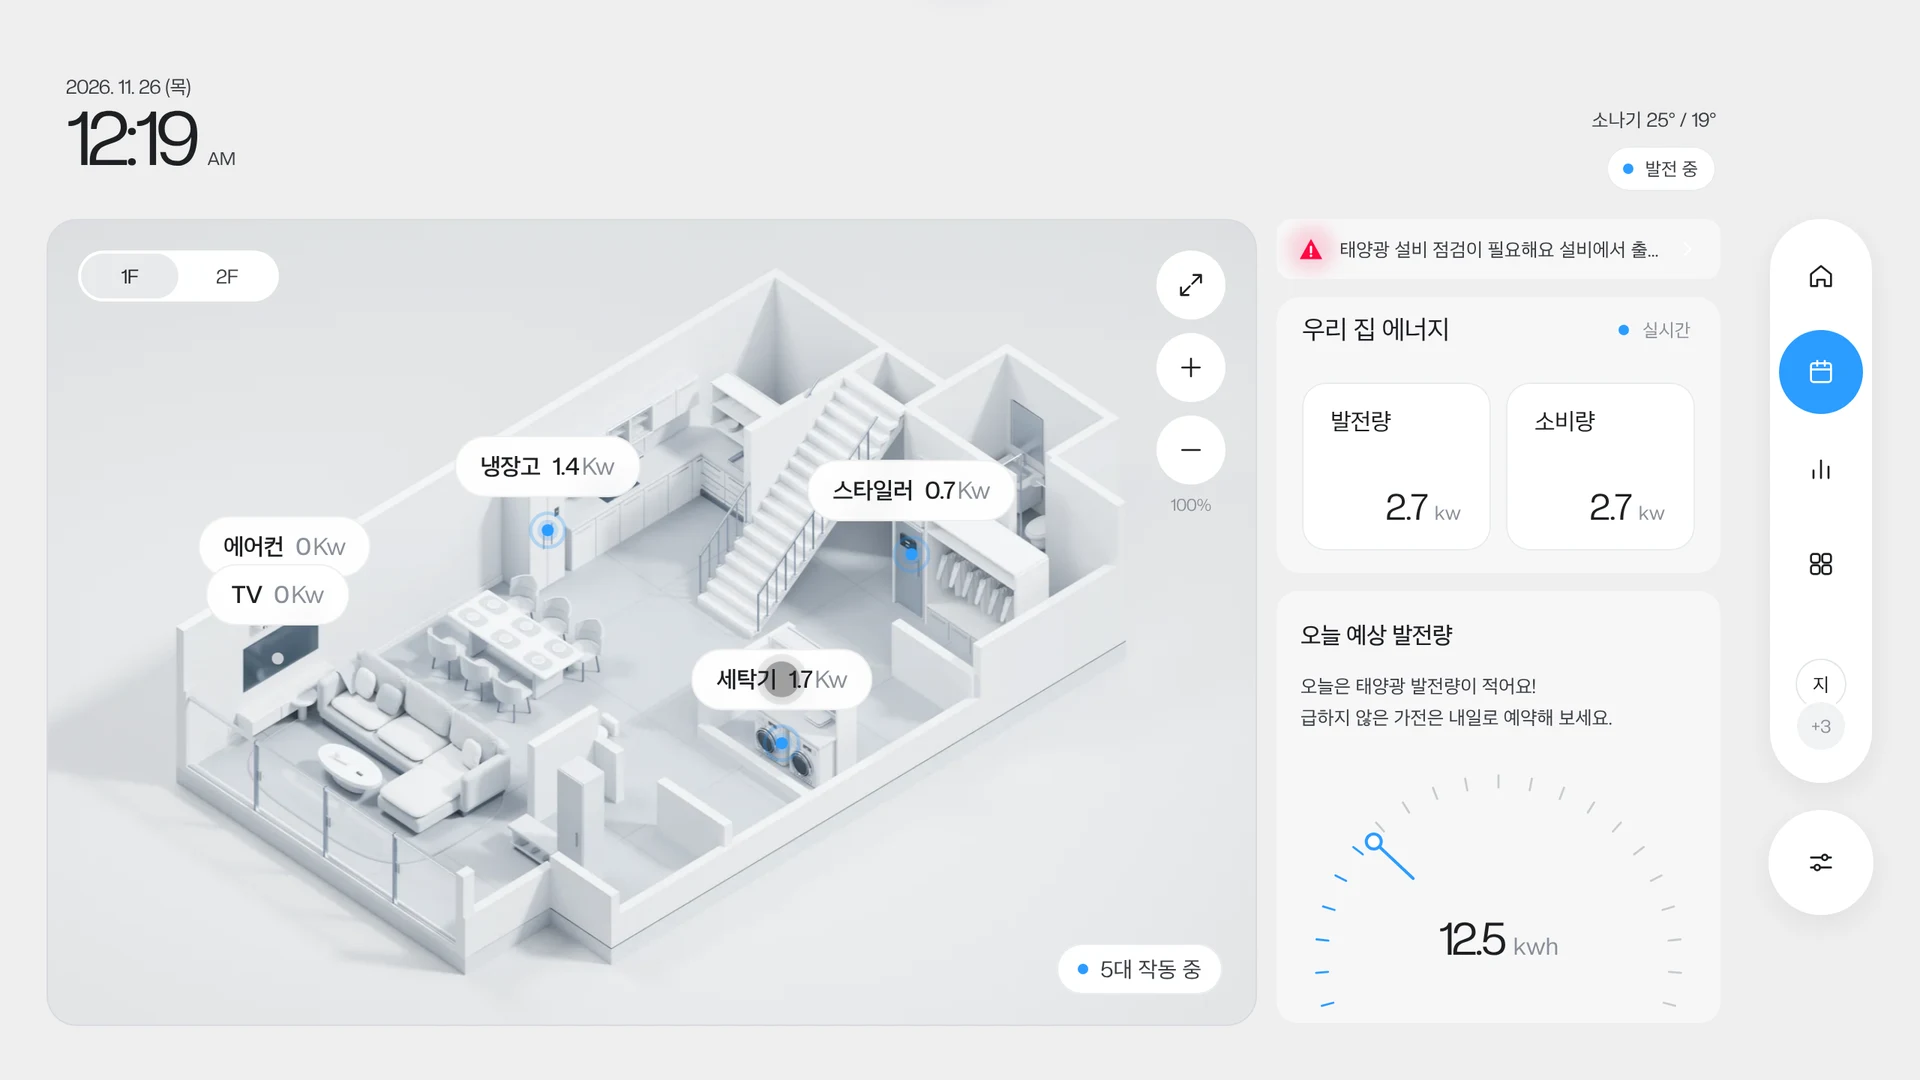 2026. 11. 26 (목)
12:19 AM
소나기 25° / 19°
발전 중
1F
2F
100%
냉장고 1.4Kw
스타일러 0.7Kw
에어컨 0Kw
TV 0Kw
세탁기 1.7Kw
5대 작동 중
태양광 설비 점검이 필요해요 설비에서 출...
우리 집 에너지
실시간
발전량
2.7 kw
소비량
2.7 kw
오늘 예상 발전량
오늘은 태양광 발전량이 적어요!
급하지 않은 가전은 내일로 예약해 보세요.
12.5 kwh
지
+3